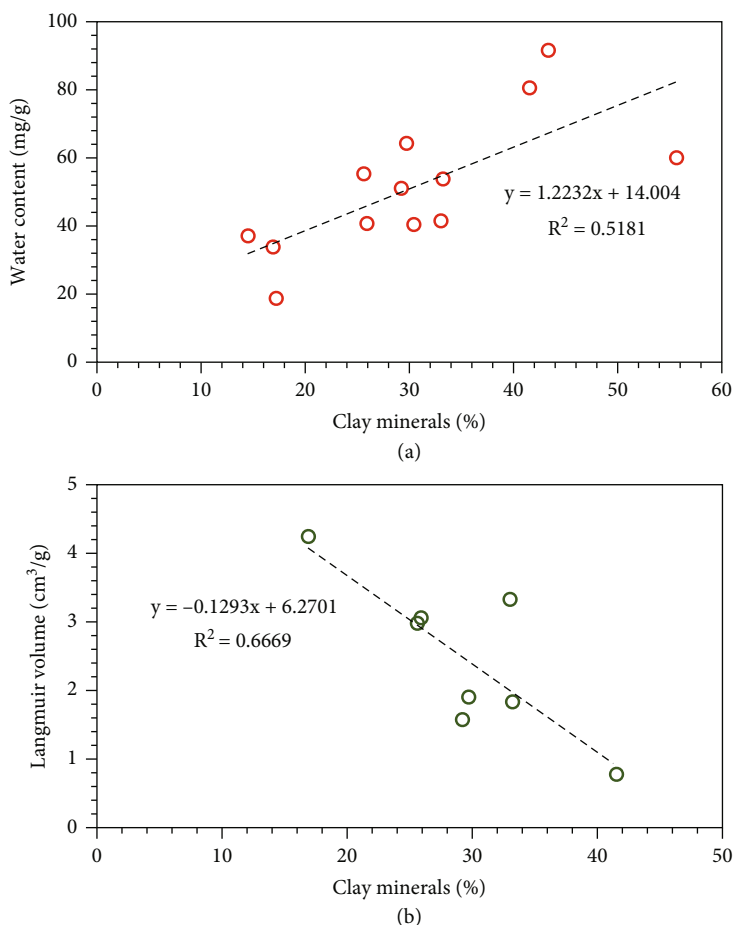 100
80
60
40
20
0
Water content (mg/g)
y = 1.2232x + 14.004
R² = 0.5181
0 10 20 30 40 50 60
Clay minerals (%)
(a)
5
4
3
2
1
0
Langmuir volume (cm³/g)
y = –0.1293x + 6.2701
R² = 0.6669
0 20 30 40 50
Clay minerals (%)
(b)